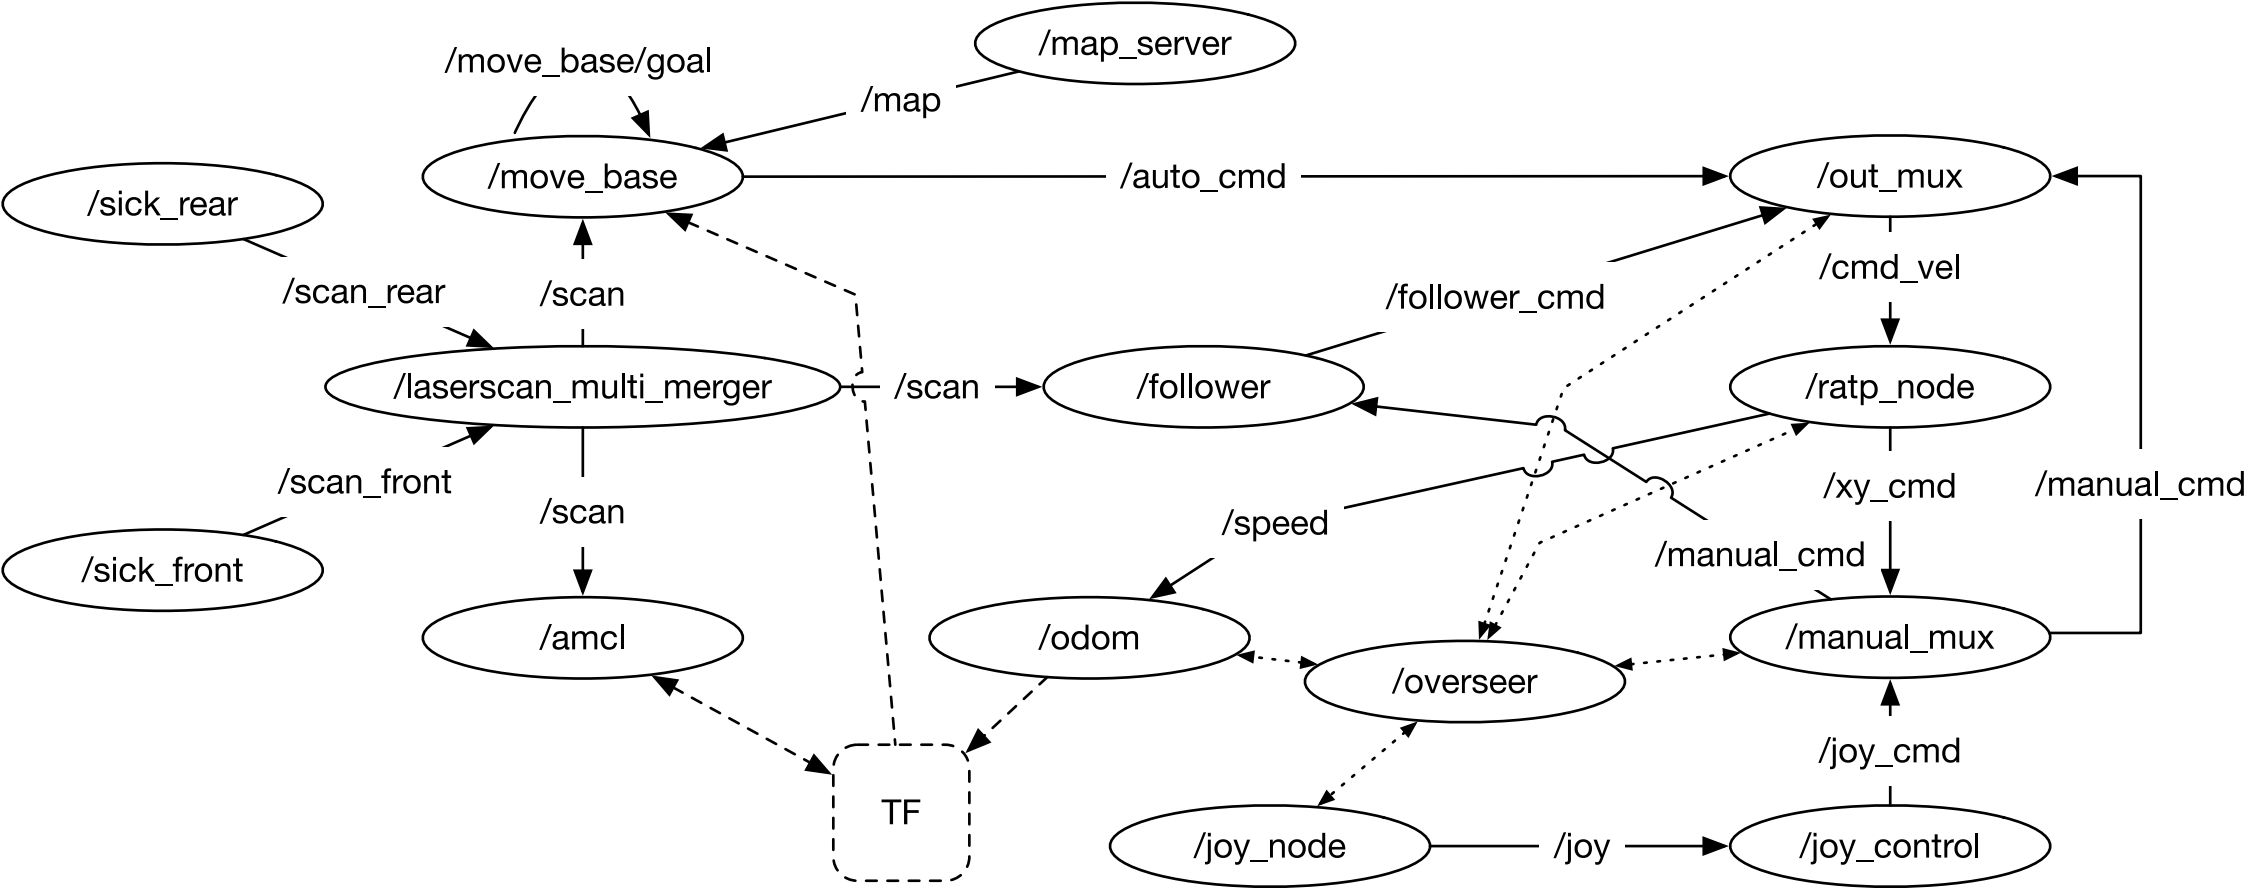 /map_server
/move_base/goal
/map
/move_base
/auto_cmd
/out_mux
/sick_rear
/scan_rear
/scan
/follower_cmd
/cmd_vel
/laserscan_multi_merger
/scan
/follower
/ratp_node
/scan_front
/scan
/speed
/xy_cmd
/manual_cmd
/manual_cmd
/sick_front
/amcl
/odom
/overseer
/manual_mux
/joy_cmd
TF
/joy_node
/joy
/joy_control